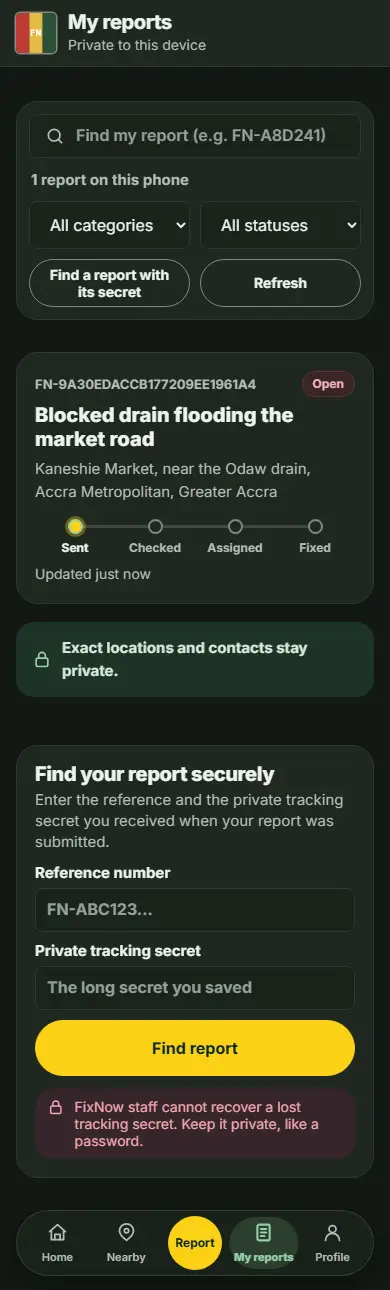 FN
My reports
Private to this device
Find my report (e.g. FN-A8D241)
1 report on this phone
All categories
All statuses
Find a report with
its secret
Refresh
FN-9A30EDACCB177209EE1961A4
Open
Blocked drain flooding the
market road
Kaneshie Market, near the Odaw drain,
Accra Metropolitan, Greater Accra
Sent
Checked
Assigned
Fixed
Updated just now
Exact locations and contacts stay
private.
Find your report securely
Enter the reference and the private tracking
secret you received when your report was
submitted.
Reference number
FN-ABC123...
Private tracking secret
The long secret you saved
Find report
FixNow staff cannot recover a lost
tracking secret. Keep it private, like a
password.
Home
Nearby
Report
My reports
Profile